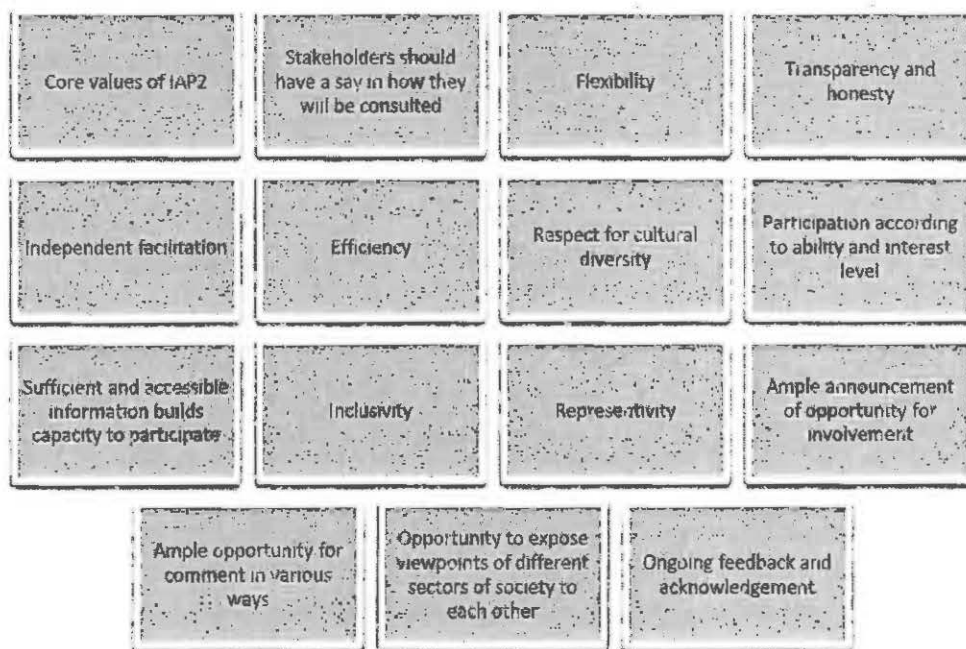 Core values of IAP2
Stakeholders should
have a say in how they
will be consulted
Flexibility
Transparency and
honesty
Independent facilitation
Efficiency
Respect for cultural
diversity
Participation according
to ability and interest
level
Sufficient and accessible
information builds
capacity to participate
Inclusivity
Representivity
Ample announcement
of opportunity for
involvement
Ample opportunity for
comment in various
ways
Opportunity to expose
viewpoints of different
sectors of society to
each other
Ongoing feedback and
acknowledgement